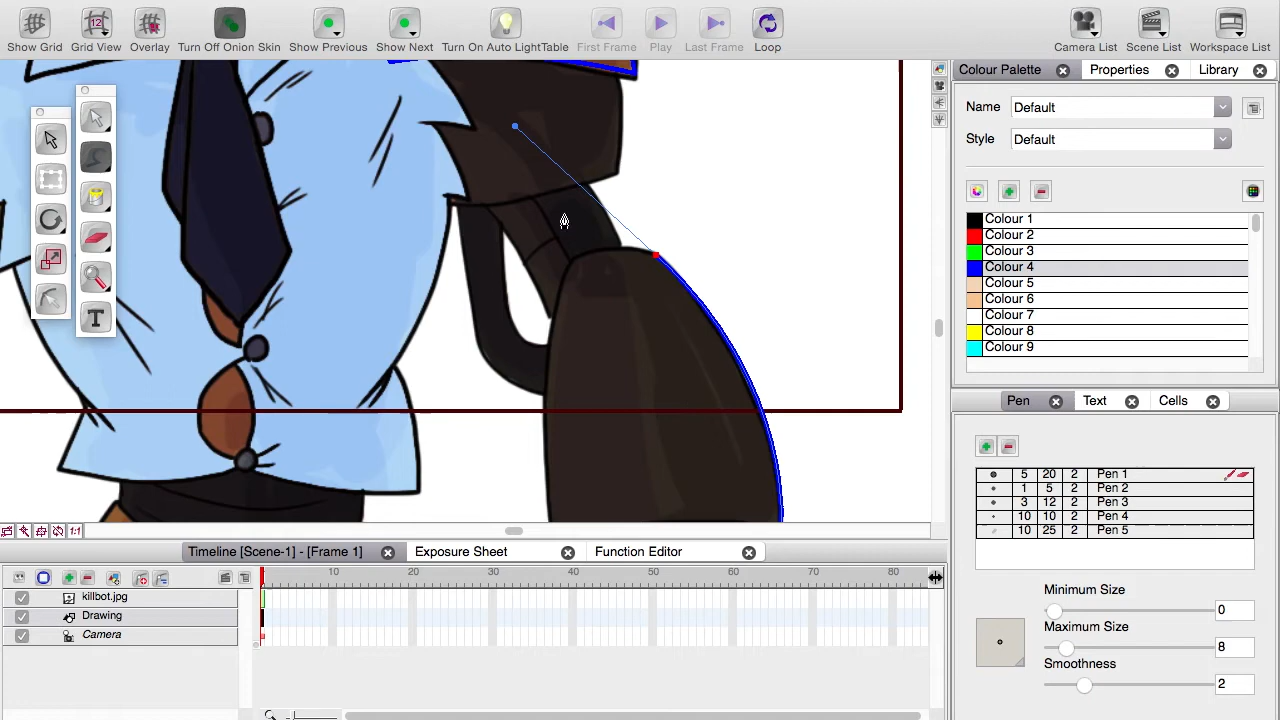 12
Show Grid Grid View Overlay Turn Off Onion Skin Show Previous Show Next Turn On Auto LightTable First Frame Play Last Frame Loop Camera List Scene List Workspace List
Colour Palette Properties Library
Name Default
Style Default
Colour 1
Colour 2
Colour 3
Colour 4
Colour 5
Colour 6
Colour 7
Colour 8
Colour 9
T
Pen Text Cells
5 20 2 Pen 1
1 5 2 Pen 2
3 12 2 Pen 3
10 10 2 Pen 4
10 25 2 Pen 5
1:1
Timeline [Scene-1] - [Frame 1] Exposure Sheet Function Editor
10 20 30 40 50 60 70 80
killbot.jpg
Drawing
Camera
Minimum Size
0
Maximum Size
8
Smoothness
2